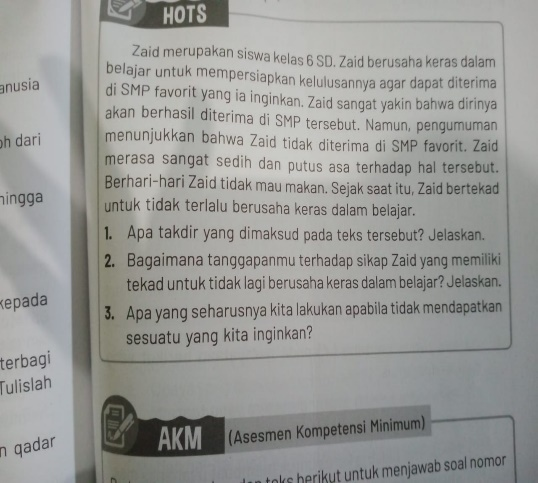 HOTS
Zaid merupakan siswa kelas 6 SD. Zaid berusaha keras dalam
belajar untuk mempersiapkan kelulusannya agar dapat diterima
di SMP favorit yang ia inginkan. Zaid sangat yakin bahwa dirinya
akan berhasil diterima di SMP tersebut. Namun, pengumuman
menunjukkan bahwa Zaid tidak diterima di SMP favorit. Zaid
merasa sangat sedih dan putus asa terhadap hal tersebut.
Berhari-hari Zaid tidak mau makan. Sejak saat itu, Zaid bertekad
untuk tidak terlalu berusaha keras dalam belajar.
1. Apa takdir yang dimaksud pada teks tersebut? Jelaskan.
2. Bagaimana tanggapanmu terhadap sikap Zaid yang memiliki
tekad untuk tidak lagi berusaha keras dalam belajar? Jelaskan.
3. Apa yang seharusnya kita lakukan apabila tidak mendapatkan
sesuatu yang kita inginkan?
AKM (Asesmen Kompetensi Minimum)
teks berikut untuk menjawab soal nomor
anusia
oh dari
hingga
kepada
terbagi
Tulislah
n qadar